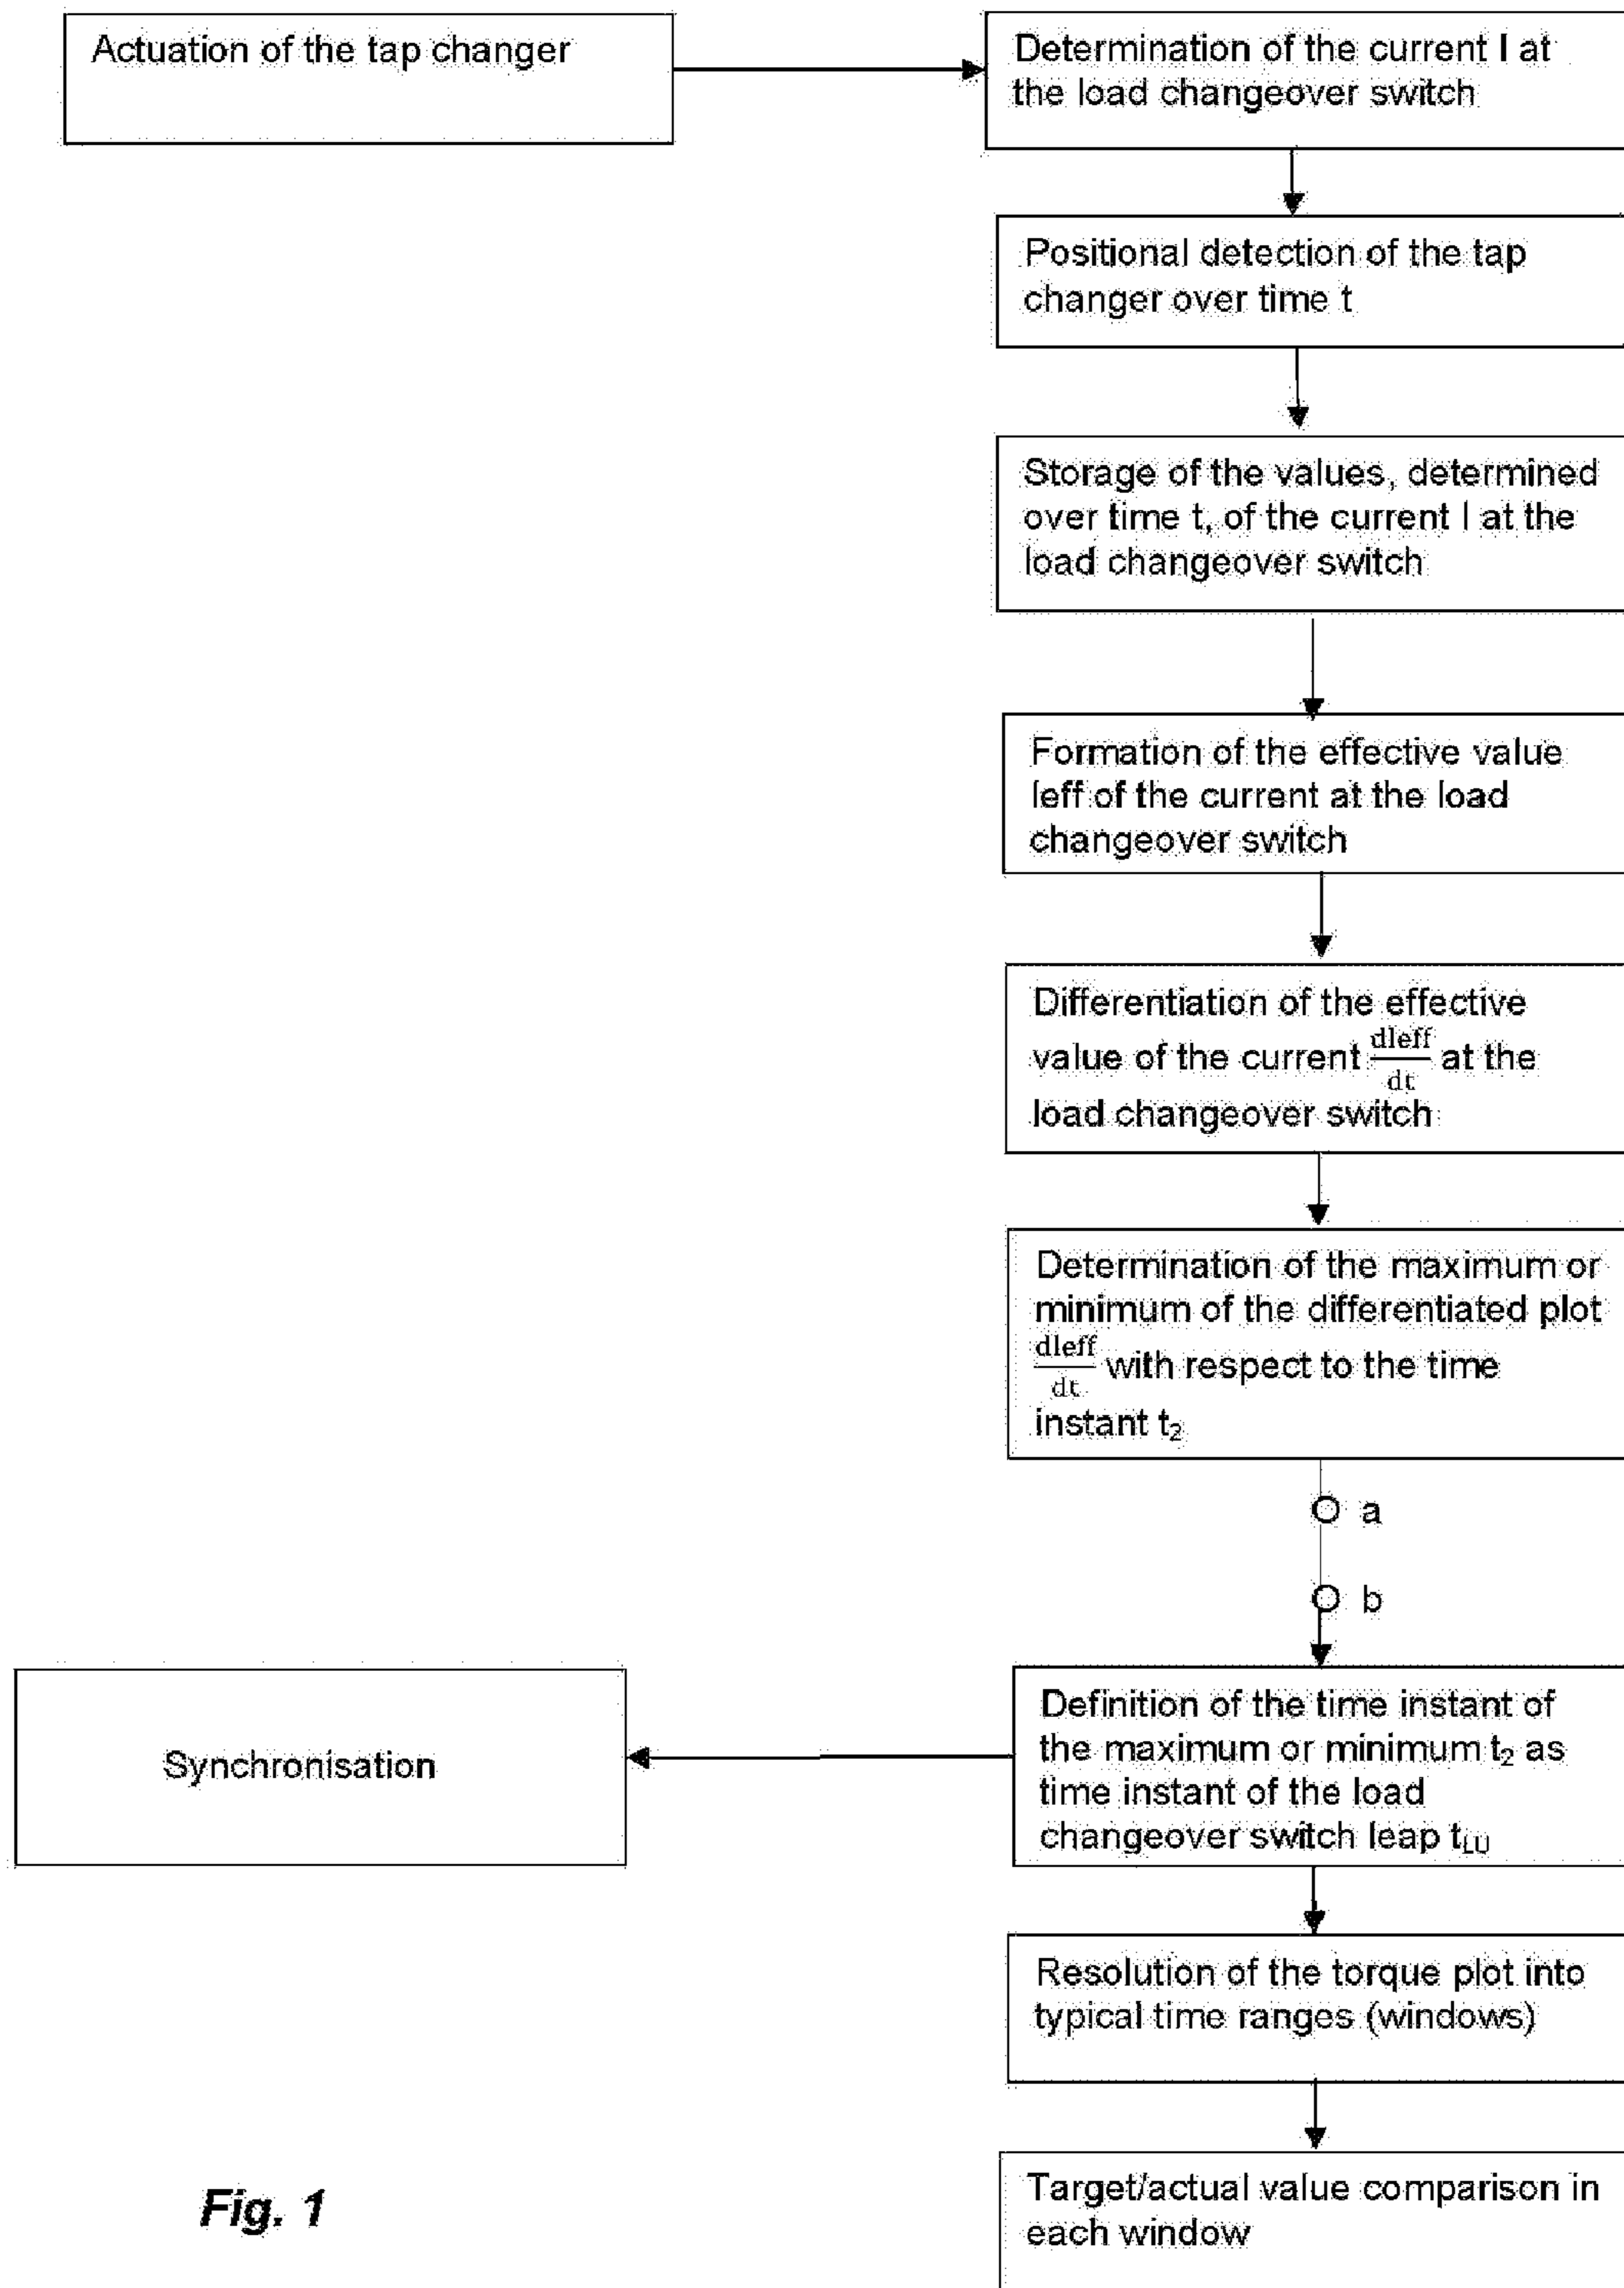 Actuation of the tap changer
Determination of the current I at
the load changeover switch
Positional detection of the tap
changer over time t
Storage of the values, determined
over time t, of the current I at the
load changeover switch
Formation of the effective value
Ieff of the current at the load
changeover switch
Differentiation of the effective
value of the current dIeff/dt at the
load changeover switch
Determination of the maximum or
minimum of the differentiated plot
dIeff/dt with respect to the time
instant t₂
a
b
Definition of the time instant of
the maximum or minimum t₂ as
time instant of the load
changeover switch leap t_LU
Synchronisation
Resolution of the torque plot into
typical time ranges (windows)
Target/actual value comparison in
each window
Fig. 1